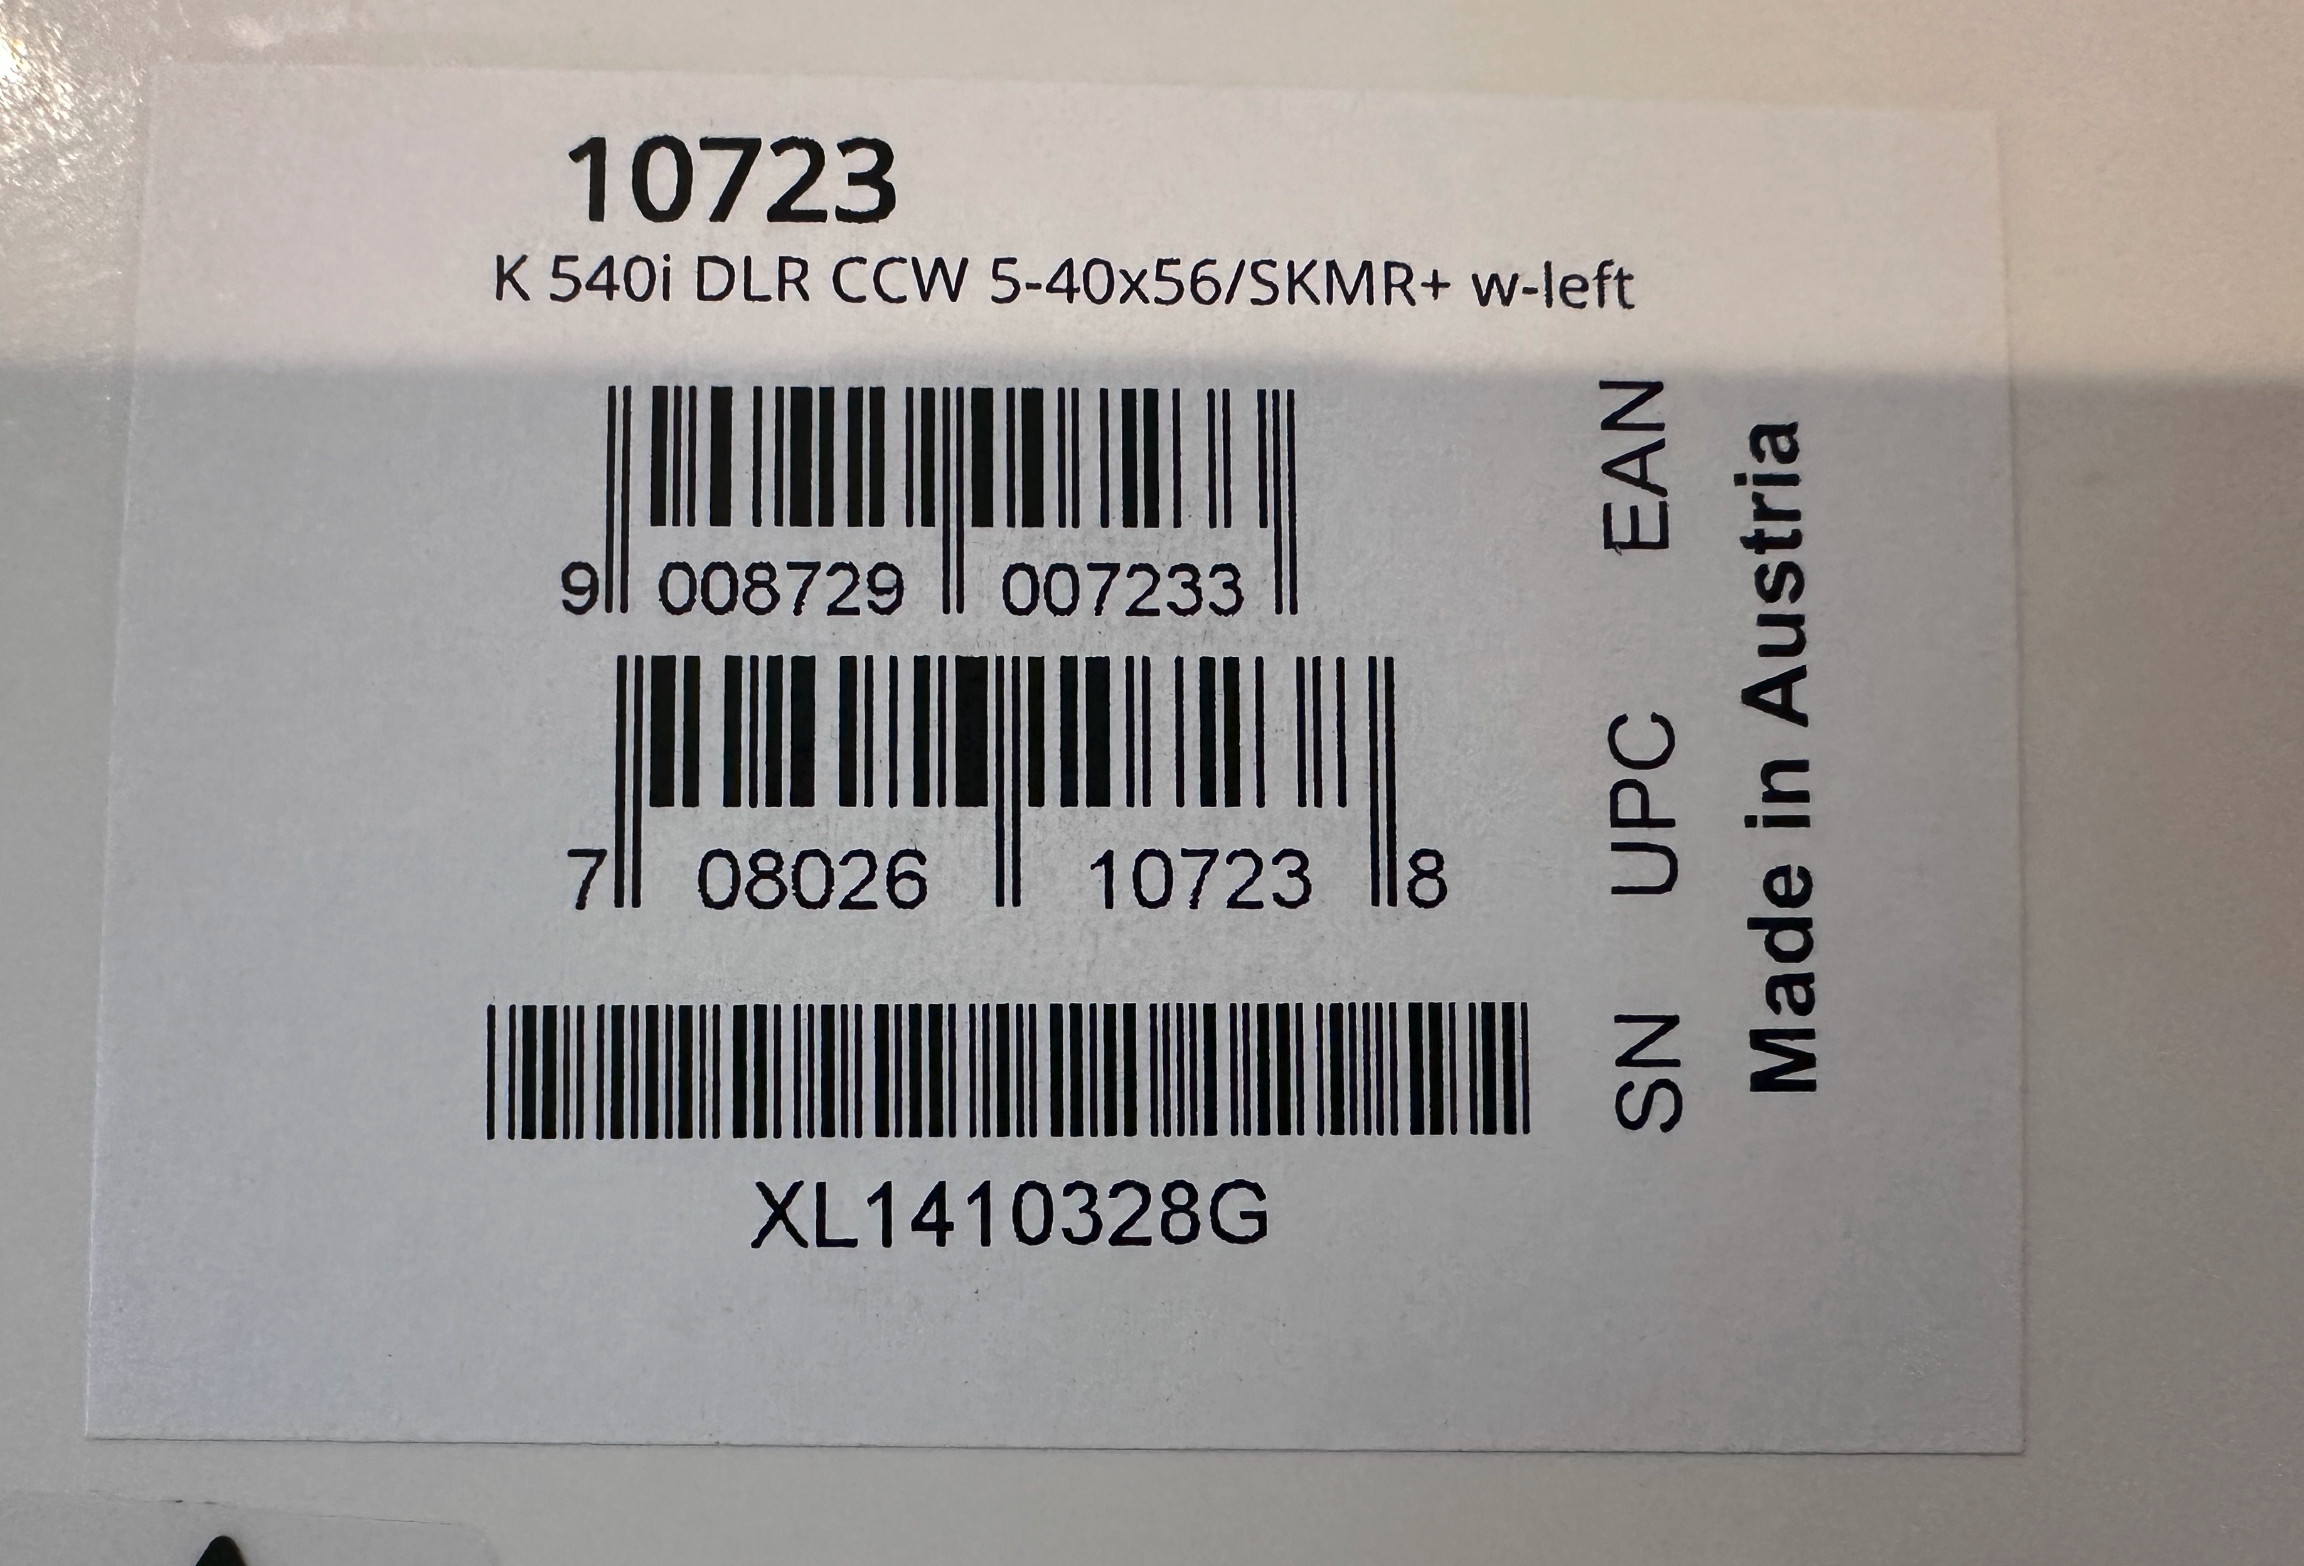 10723
K 540i DLR CCW 5-40x56/SKMR+ w-left
9 008729 007233
EAN
7 08026 10723 8
UPC
XL1410328G
SN
Made in Austria